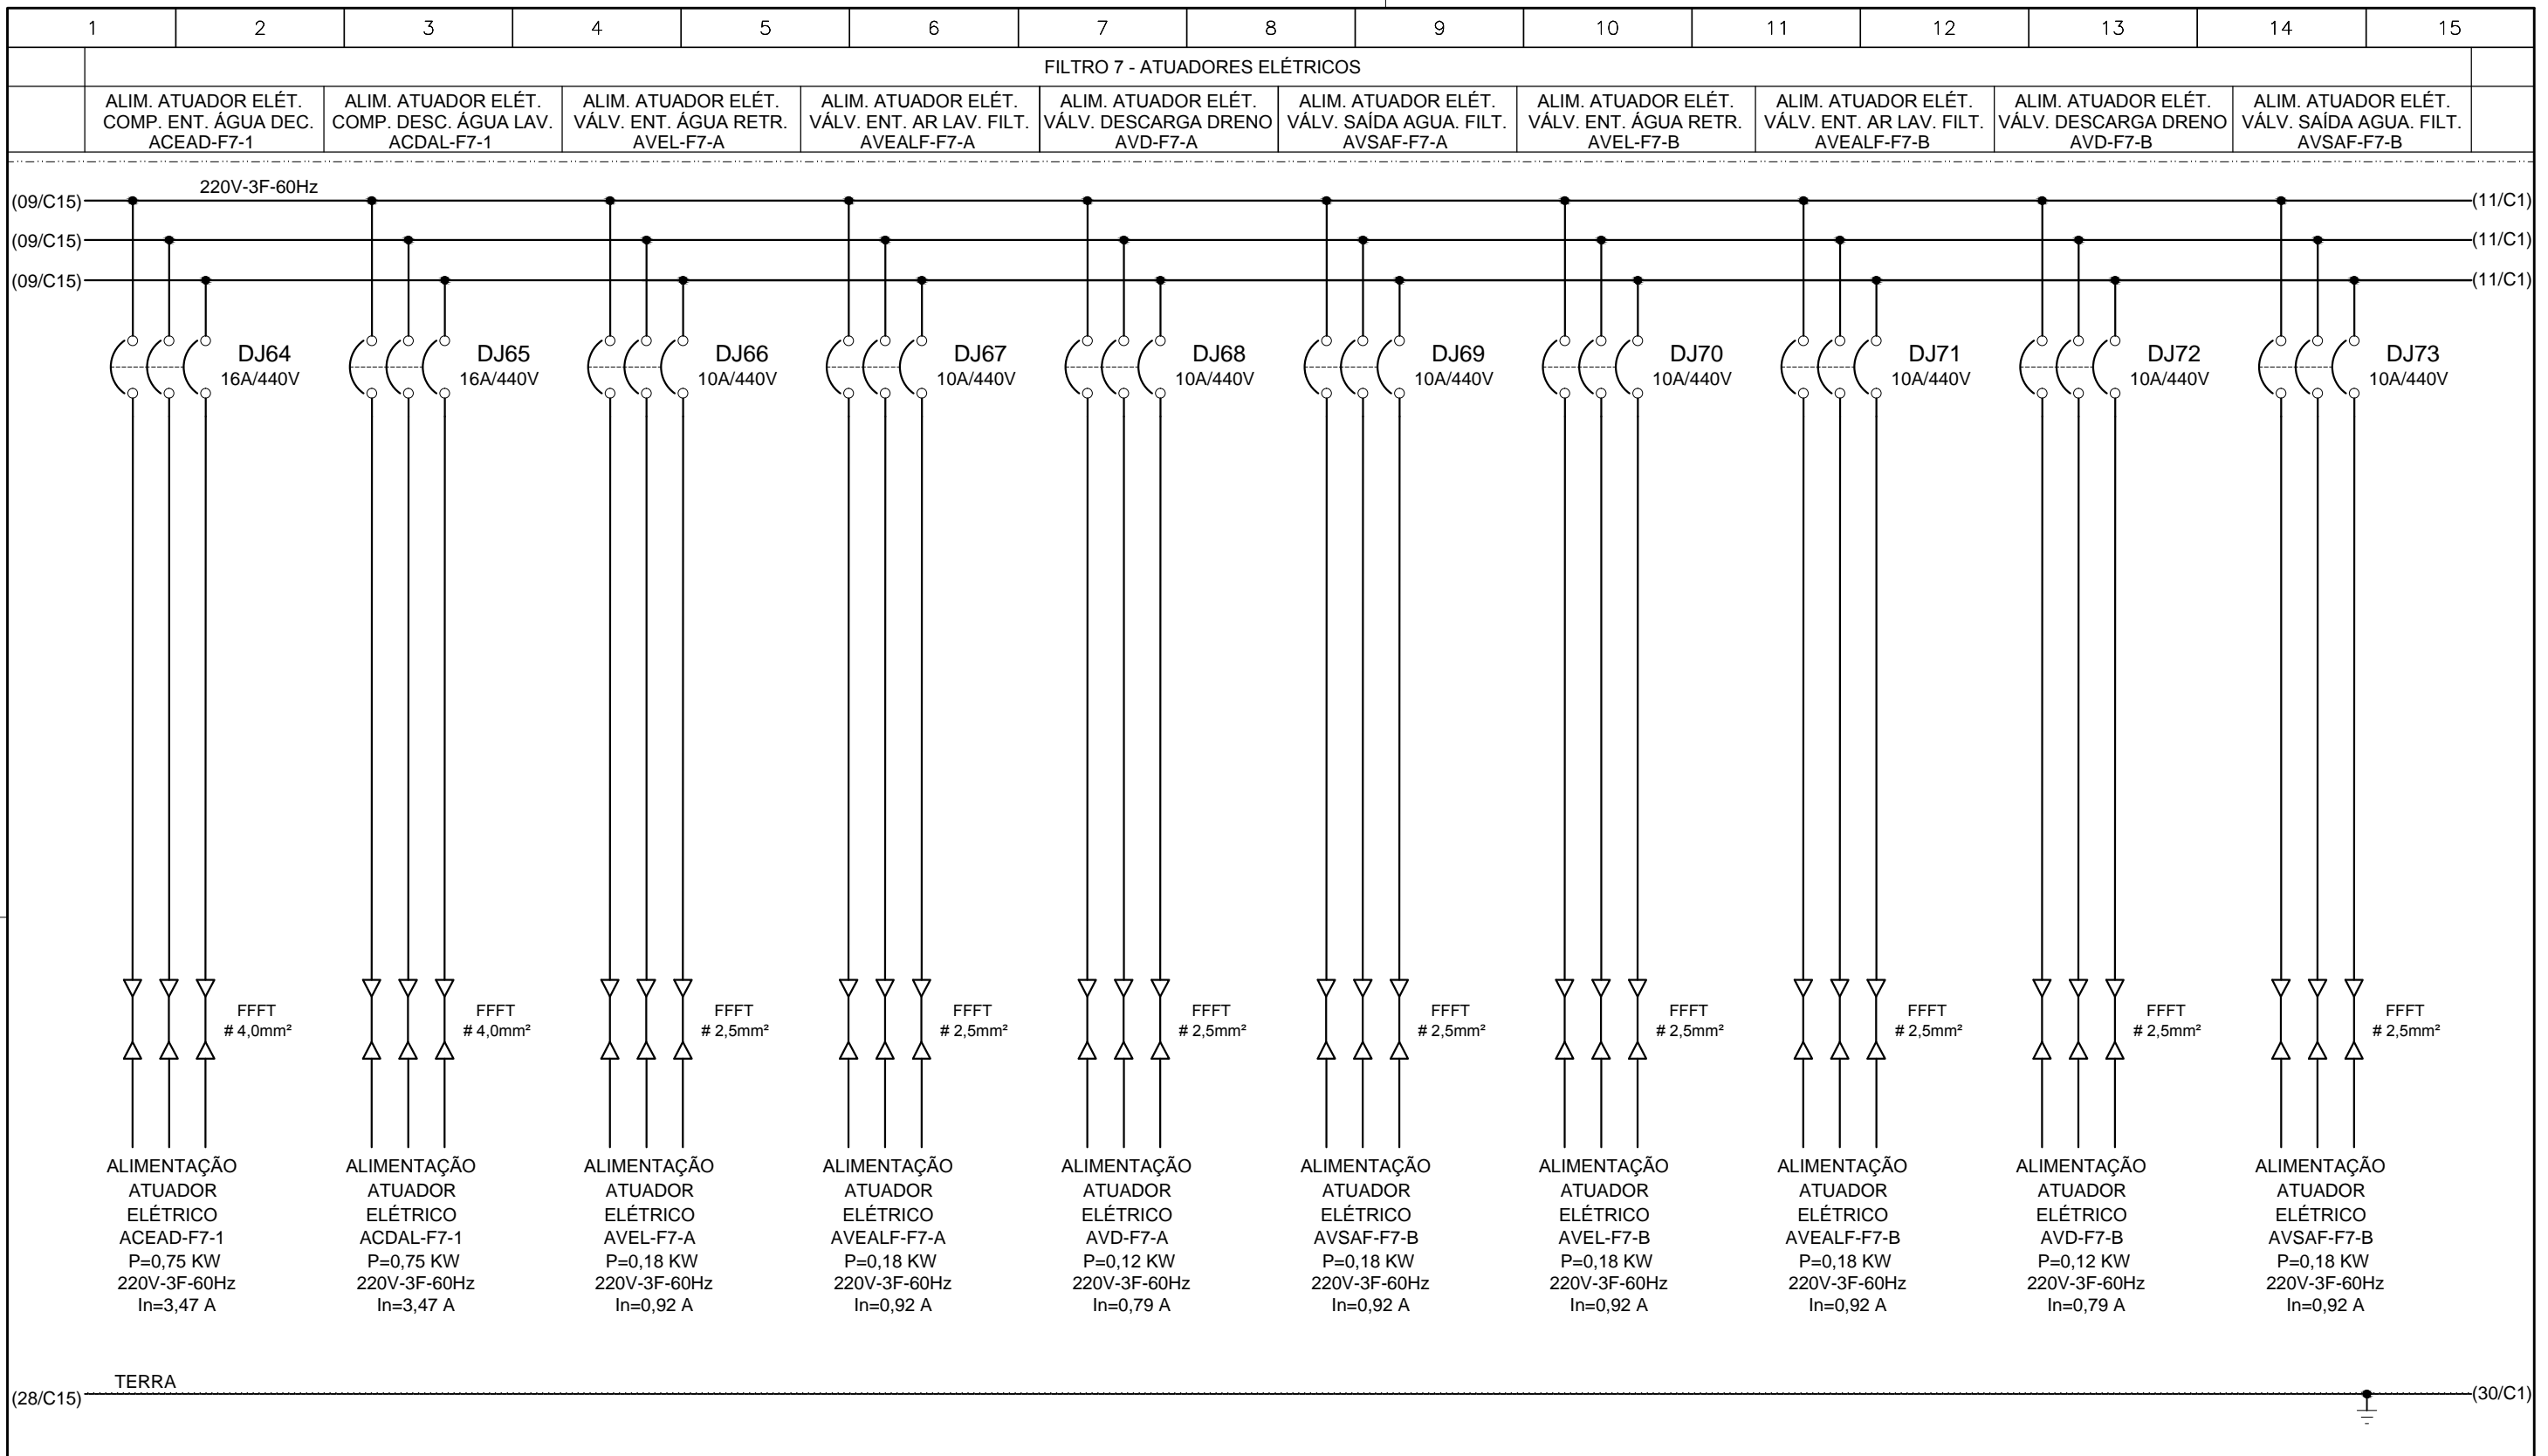 1 2 3 4 5 6 7 8 9 10 11 12 13 14 15
FILTRO 7 - ATUADORES ELÉTRICOS
ALIM. ATUADOR ELÉT.
COMP. ENT. ÁGUA DEC.
ACEAD-F7-1
ALIM. ATUADOR ELÉT.
COMP. DESC. ÁGUA LAV.
ACDAL-F7-1
ALIM. ATUADOR ELÉT.
VÁLV. ENT. ÁGUA RETR.
AVEL-F7-A
ALIM. ATUADOR ELÉT.
VÁLV. ENT. AR LAV. FILT.
AVEALF-F7-A
ALIM. ATUADOR ELÉT.
VÁLV. DESCARGA DRENO
AVD-F7-A
ALIM. ATUADOR ELÉT.
VÁLV. SAÍDA AGUA. FILT.
AVSAF-F7-A
ALIM. ATUADOR ELÉT.
VÁLV. ENT. ÁGUA RETR.
AVEL-F7-B
ALIM. ATUADOR ELÉT.
VÁLV. ENT. AR LAV. FILT.
AVEALF-F7-B
ALIM. ATUADOR ELÉT.
VÁLV. DESCARGA DRENO
AVD-F7-B
ALIM. ATUADOR ELÉT.
VÁLV. SAÍDA AGUA. FILT.
AVSAF-F7-B
220V-3F-60Hz
(09/C15) (11/C1)
(09/C15) (11/C1)
(09/C15) (11/C1)
DJ64
16A/440V
DJ65
16A/440V
DJ66
10A/440V
DJ67
10A/440V
DJ68
10A/440V
DJ69
10A/440V
DJ70
10A/440V
DJ71
10A/440V
DJ72
10A/440V
DJ73
10A/440V
FFFT
# 4,0mm²
FFFT
# 4,0mm²
FFFT
# 2,5mm²
FFFT
# 2,5mm²
FFFT
# 2,5mm²
FFFT
# 2,5mm²
FFFT
# 2,5mm²
FFFT
# 2,5mm²
FFFT
# 2,5mm²
FFFT
# 2,5mm²
ALIMENTAÇÃO
ATUADOR
ELÉTRICO
ACEAD-F7-1
P=0,75 KW
220V-3F-60Hz
In=3,47 A
ALIMENTAÇÃO
ATUADOR
ELÉTRICO
ACDAL-F7-1
P=0,75 KW
220V-3F-60Hz
In=3,47 A
ALIMENTAÇÃO
ATUADOR
ELÉTRICO
AVEL-F7-A
P=0,18 KW
220V-3F-60Hz
In=0,92 A
ALIMENTAÇÃO
ATUADOR
ELÉTRICO
AVEALF-F7-A
P=0,18 KW
220V-3F-60Hz
In=0,92 A
ALIMENTAÇÃO
ATUADOR
ELÉTRICO
AVD-F7-A
P=0,12 KW
220V-3F-60Hz
In=0,79 A
ALIMENTAÇÃO
ATUADOR
ELÉTRICO
AVSAF-F7-B
P=0,18 KW
220V-3F-60Hz
In=0,92 A
ALIMENTAÇÃO
ATUADOR
ELÉTRICO
AVEL-F7-B
P=0,18 KW
220V-3F-60Hz
In=0,92 A
ALIMENTAÇÃO
ATUADOR
ELÉTRICO
AVEALF-F7-B
P=0,18 KW
220V-3F-60Hz
In=0,92 A
ALIMENTAÇÃO
ATUADOR
ELÉTRICO
AVD-F7-B
P=0,12 KW
220V-3F-60Hz
In=0,79 A
ALIMENTAÇÃO
ATUADOR
ELÉTRICO
AVSAF-F7-B
P=0,18 KW
220V-3F-60Hz
In=0,92 A
TERRA
(28/C15) (30/C1)